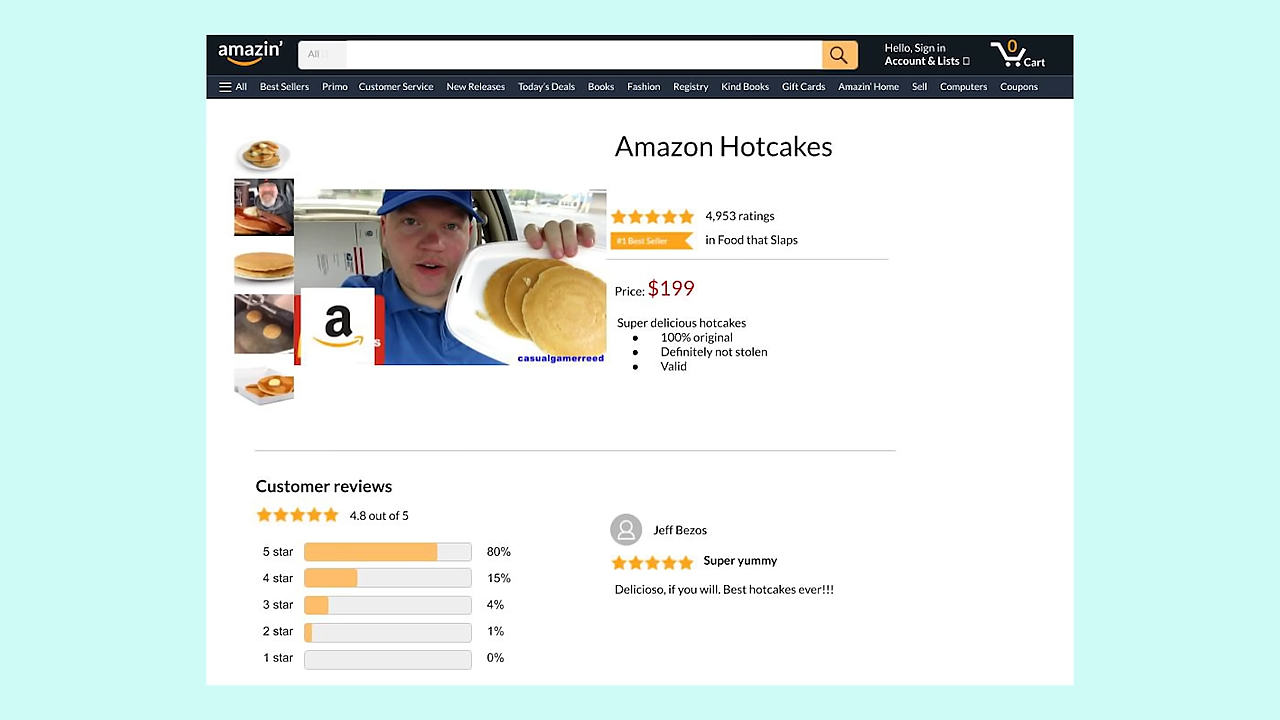 amazin'
All
Hello, Sign in
Account & Lists
0
Cart
All Best Sellers Primo Customer Service New Releases Today's Deals Books Fashion Registry Kind Books Gift Cards Amazin' Home Sell Computers Coupons
Amazon Hotcakes
4,953 ratings
#1 Best Seller in Food that Slaps
Price: $199
Super delicious hotcakes
● 100% original
● Definitely not stolen
● Valid
a
s
casualgamerreed
Customer reviews
4.8 out of 5
5 star 80%
4 star 15%
3 star 4%
2 star 1%
1 star 0%
Jeff Bezos
Super yummy
Delicioso, if you will. Best hotcakes ever!!!